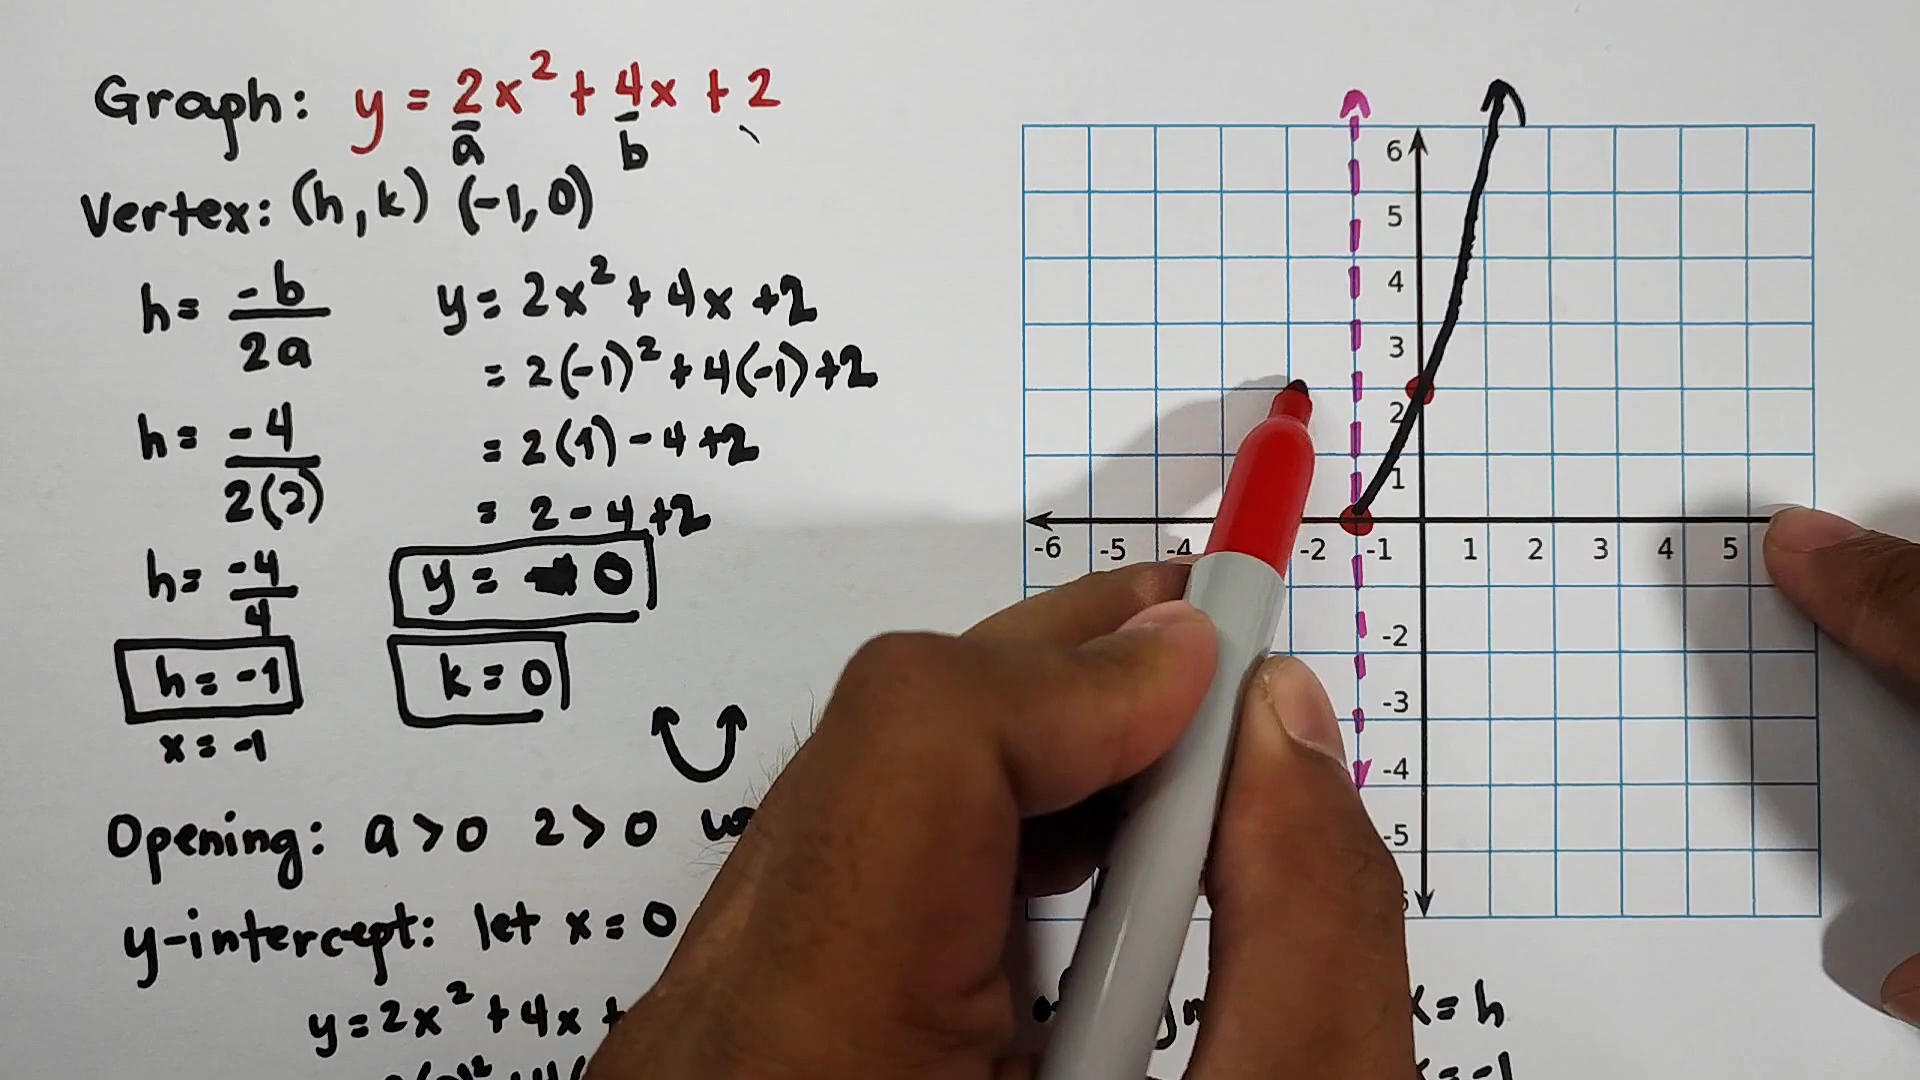 Graph: y = 2x² + 4x + 2
a b
Vertex: (h, k) (-1, 0)
h = -b/2a
y = 2x² + 4x + 2
= 2(-1)² + 4(-1) + 2
h = -4/2(2)
= 2(1) - 4 + 2
= 2 - 4 + 2
h = -4/4
y = 0
h = -1
k = 0
x = -1
Opening: a > 0 2 > 0
y-intercept: let x = 0
y = 2x² + 4x +
6
5
4
3
2
1
-6 -5 -4 -2 -1 1 2 3 4 5
-2
-3
-4
-5
x = h
= -1